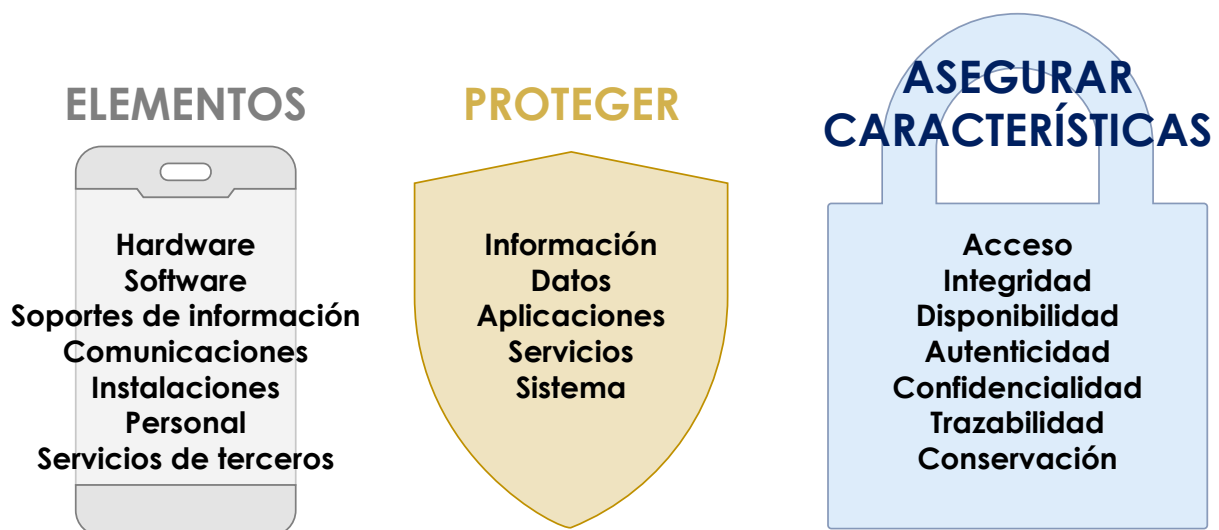 ELEMENTOS
Hardware
Software
Soportes de información
Comunicaciones
Instalaciones
Personal
Servicios de terceros
PROTEGER
Información
Datos
Aplicaciones
Servicios
Sistema
ASEGURAR
CARACTERÍSTICAS
Acceso
Integridad
Disponibilidad
Autenticidad
Confidencialidad
Trazabilidad
Conservación